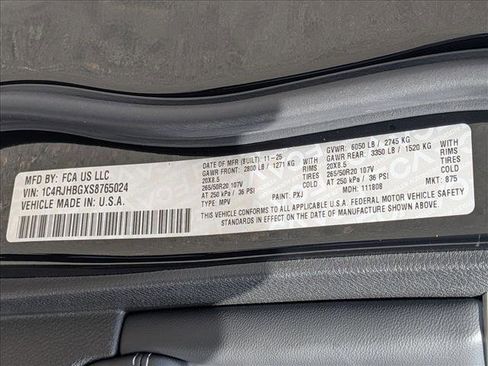 MFD BY: FCA US LLC
VIN: 1C4RJHBGXS8765024
VEHICLE MADE IN: U.S.A.
DATE OF MFR (BUILT): 11-25
GAWR FRONT: 2800 LB / 1271 KG
WITH
20X8.5
RIMS
265/50R20 107V
TIRES
AT 250 kPa / 36 PSI
COLD
TYPE: MPV
PAINT: PXJ
GVWR: 6050 LB / 2745 KG
GAWR REAR: 3350 LB / 1520 KG
WITH
20X8.5
RIMS
265/50R20 107V
TIRES
AT 250 kPa / 36 PSI
COLD
MDH: 111808
MKT: 875
THIS VEHICLE CONFORMS TO ALL APPLICABLE U.S.A. FEDERAL MOTOR VEHICLE SAFETY
STANDARDS IN EFFECT ON THE DATE OF MANUFACTURE SHOWN ABOVE.